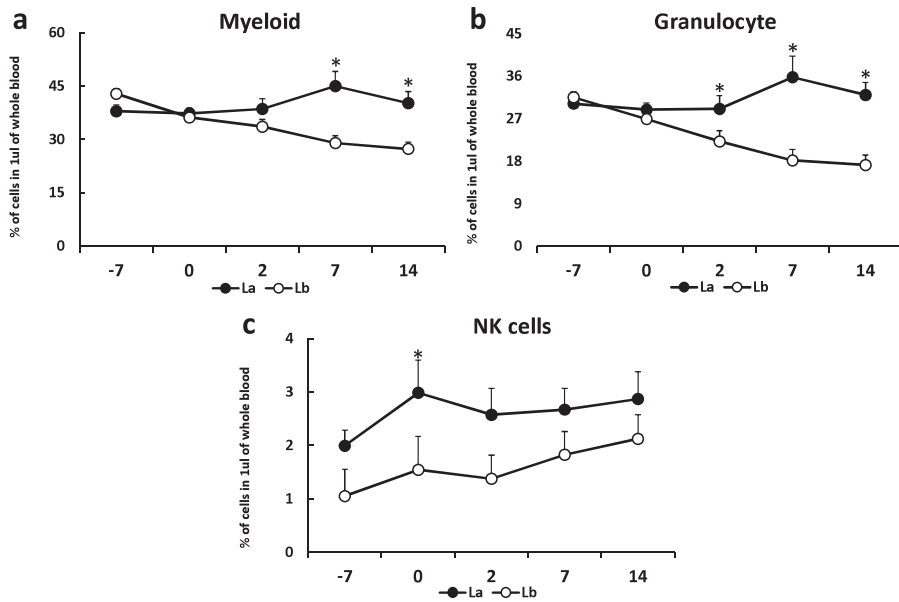 a
Myeloid
% of cells in 1ul of whole blood
60
45
30
15
0
*
*
-7 0 2 7 14
La Lb
b
Granulocyte
% of cells in 1ul of whole blood
45
36
27
18
9
0
*
*
*
-7 0 2 7 14
La Lb
c
NK cells
% of cells in 1ul of whole blood
4
3
2
1
0
*
-7 0 2 7 14
La Lb